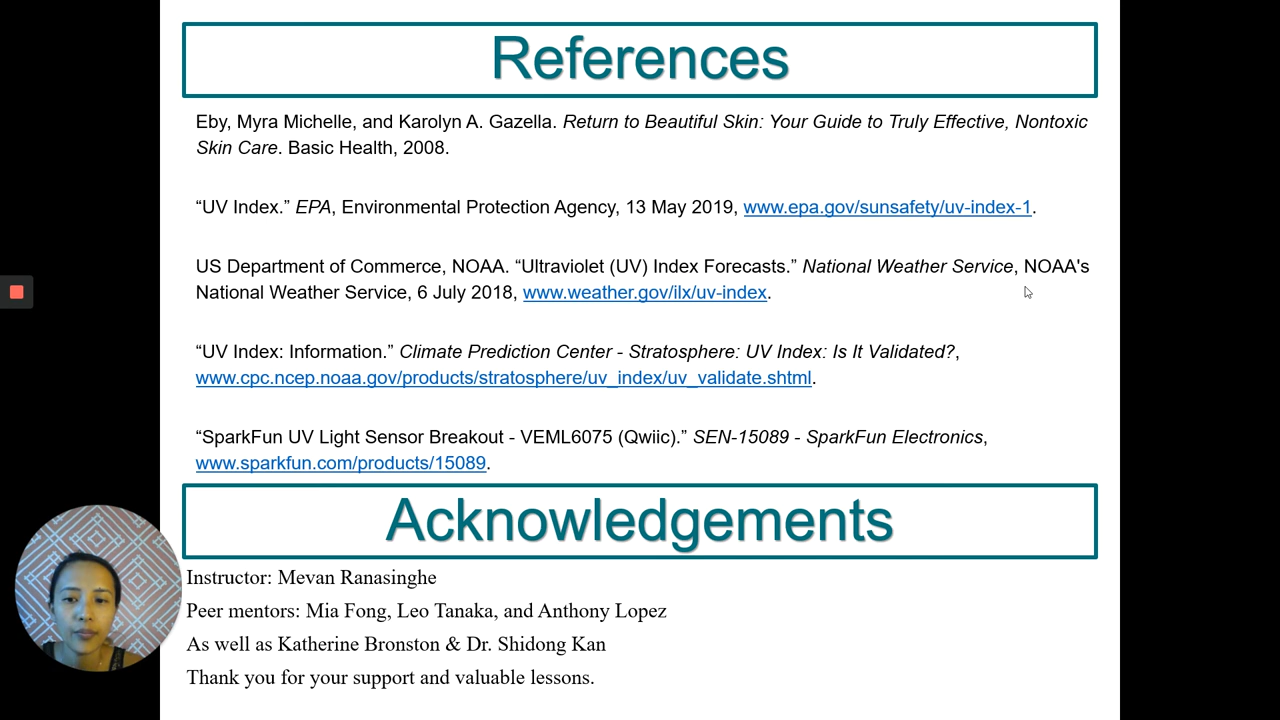 References
Eby, Myra Michelle, and Karolyn A. Gazella. Return to Beautiful Skin: Your Guide to Truly Effective, Nontoxic
Skin Care. Basic Health, 2008.
“UV Index.” EPA, Environmental Protection Agency, 13 May 2019, www.epa.gov/sunsafety/uv-index-1.
US Department of Commerce, NOAA. “Ultraviolet (UV) Index Forecasts.” National Weather Service, NOAA's
National Weather Service, 6 July 2018, www.weather.gov/ilx/uv-index.
“UV Index: Information.” Climate Prediction Center - Stratosphere: UV Index: Is It Validated?,
www.cpc.ncep.noaa.gov/products/stratosphere/uv_index/uv_validate.shtml.
“SparkFun UV Light Sensor Breakout - VEML6075 (Qwiic).” SEN-15089 - SparkFun Electronics,
www.sparkfun.com/products/15089.
Acknowledgements
Instructor: Mevan Ranasinghe
Peer mentors: Mia Fong, Leo Tanaka, and Anthony Lopez
As well as Katherine Bronston & Dr. Shidong Kan
Thank you for your support and valuable lessons.